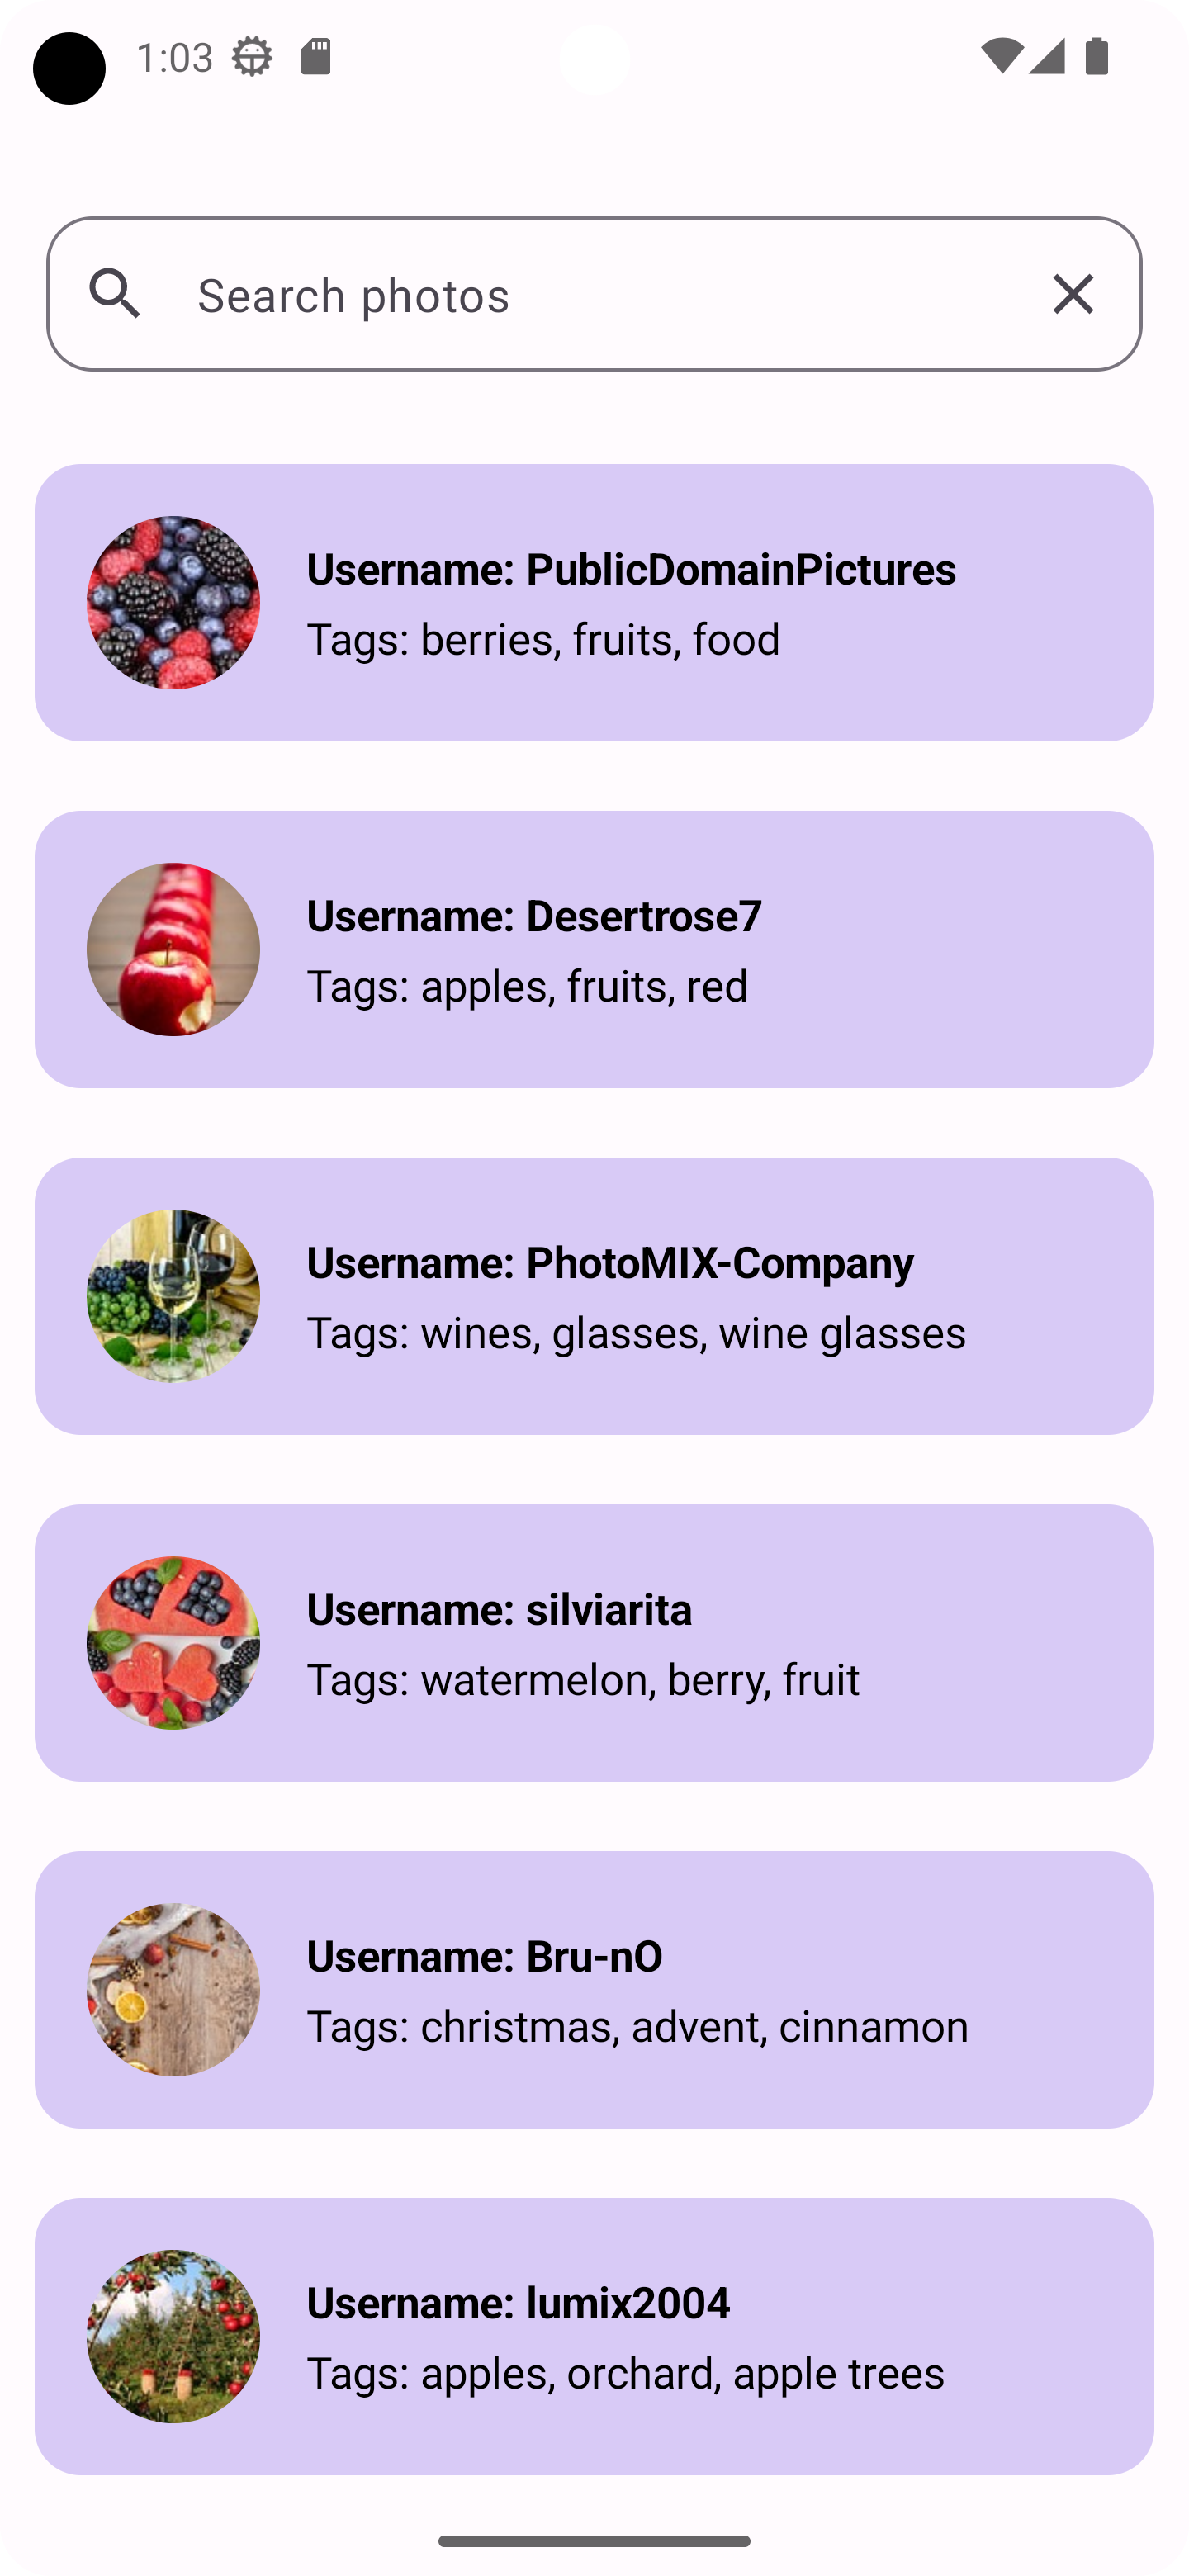 1:03
Search photos
Username: PublicDomainPictures
Tags: berries, fruits, food
Username: Desertrose7
Tags: apples, fruits, red
Username: PhotoMIX-Company
Tags: wines, glasses, wine glasses
Username: silviarita
Tags: watermelon, berry, fruit
Username: Bru-nO
Tags: christmas, advent, cinnamon
Username: lumix2004
Tags: apples, orchard, apple trees